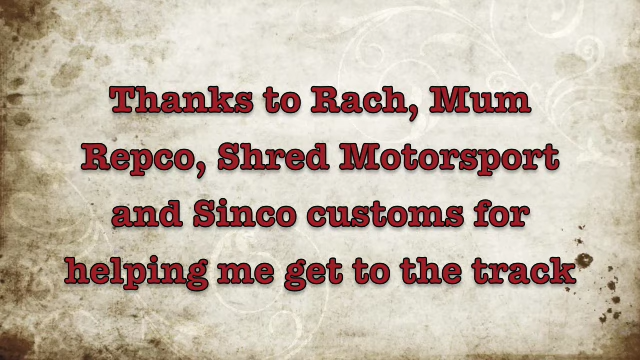 Thanks to Rach, Mum
Repco, Shred Motorsport
and Sinco customs for
helping me get to the track